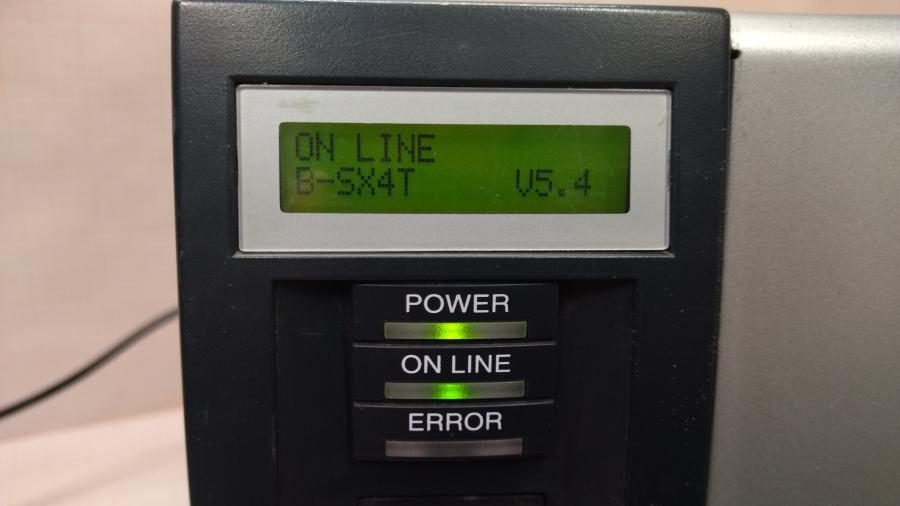 ON LINE
B-SX4T V5.4
POWER
ON LINE
ERROR